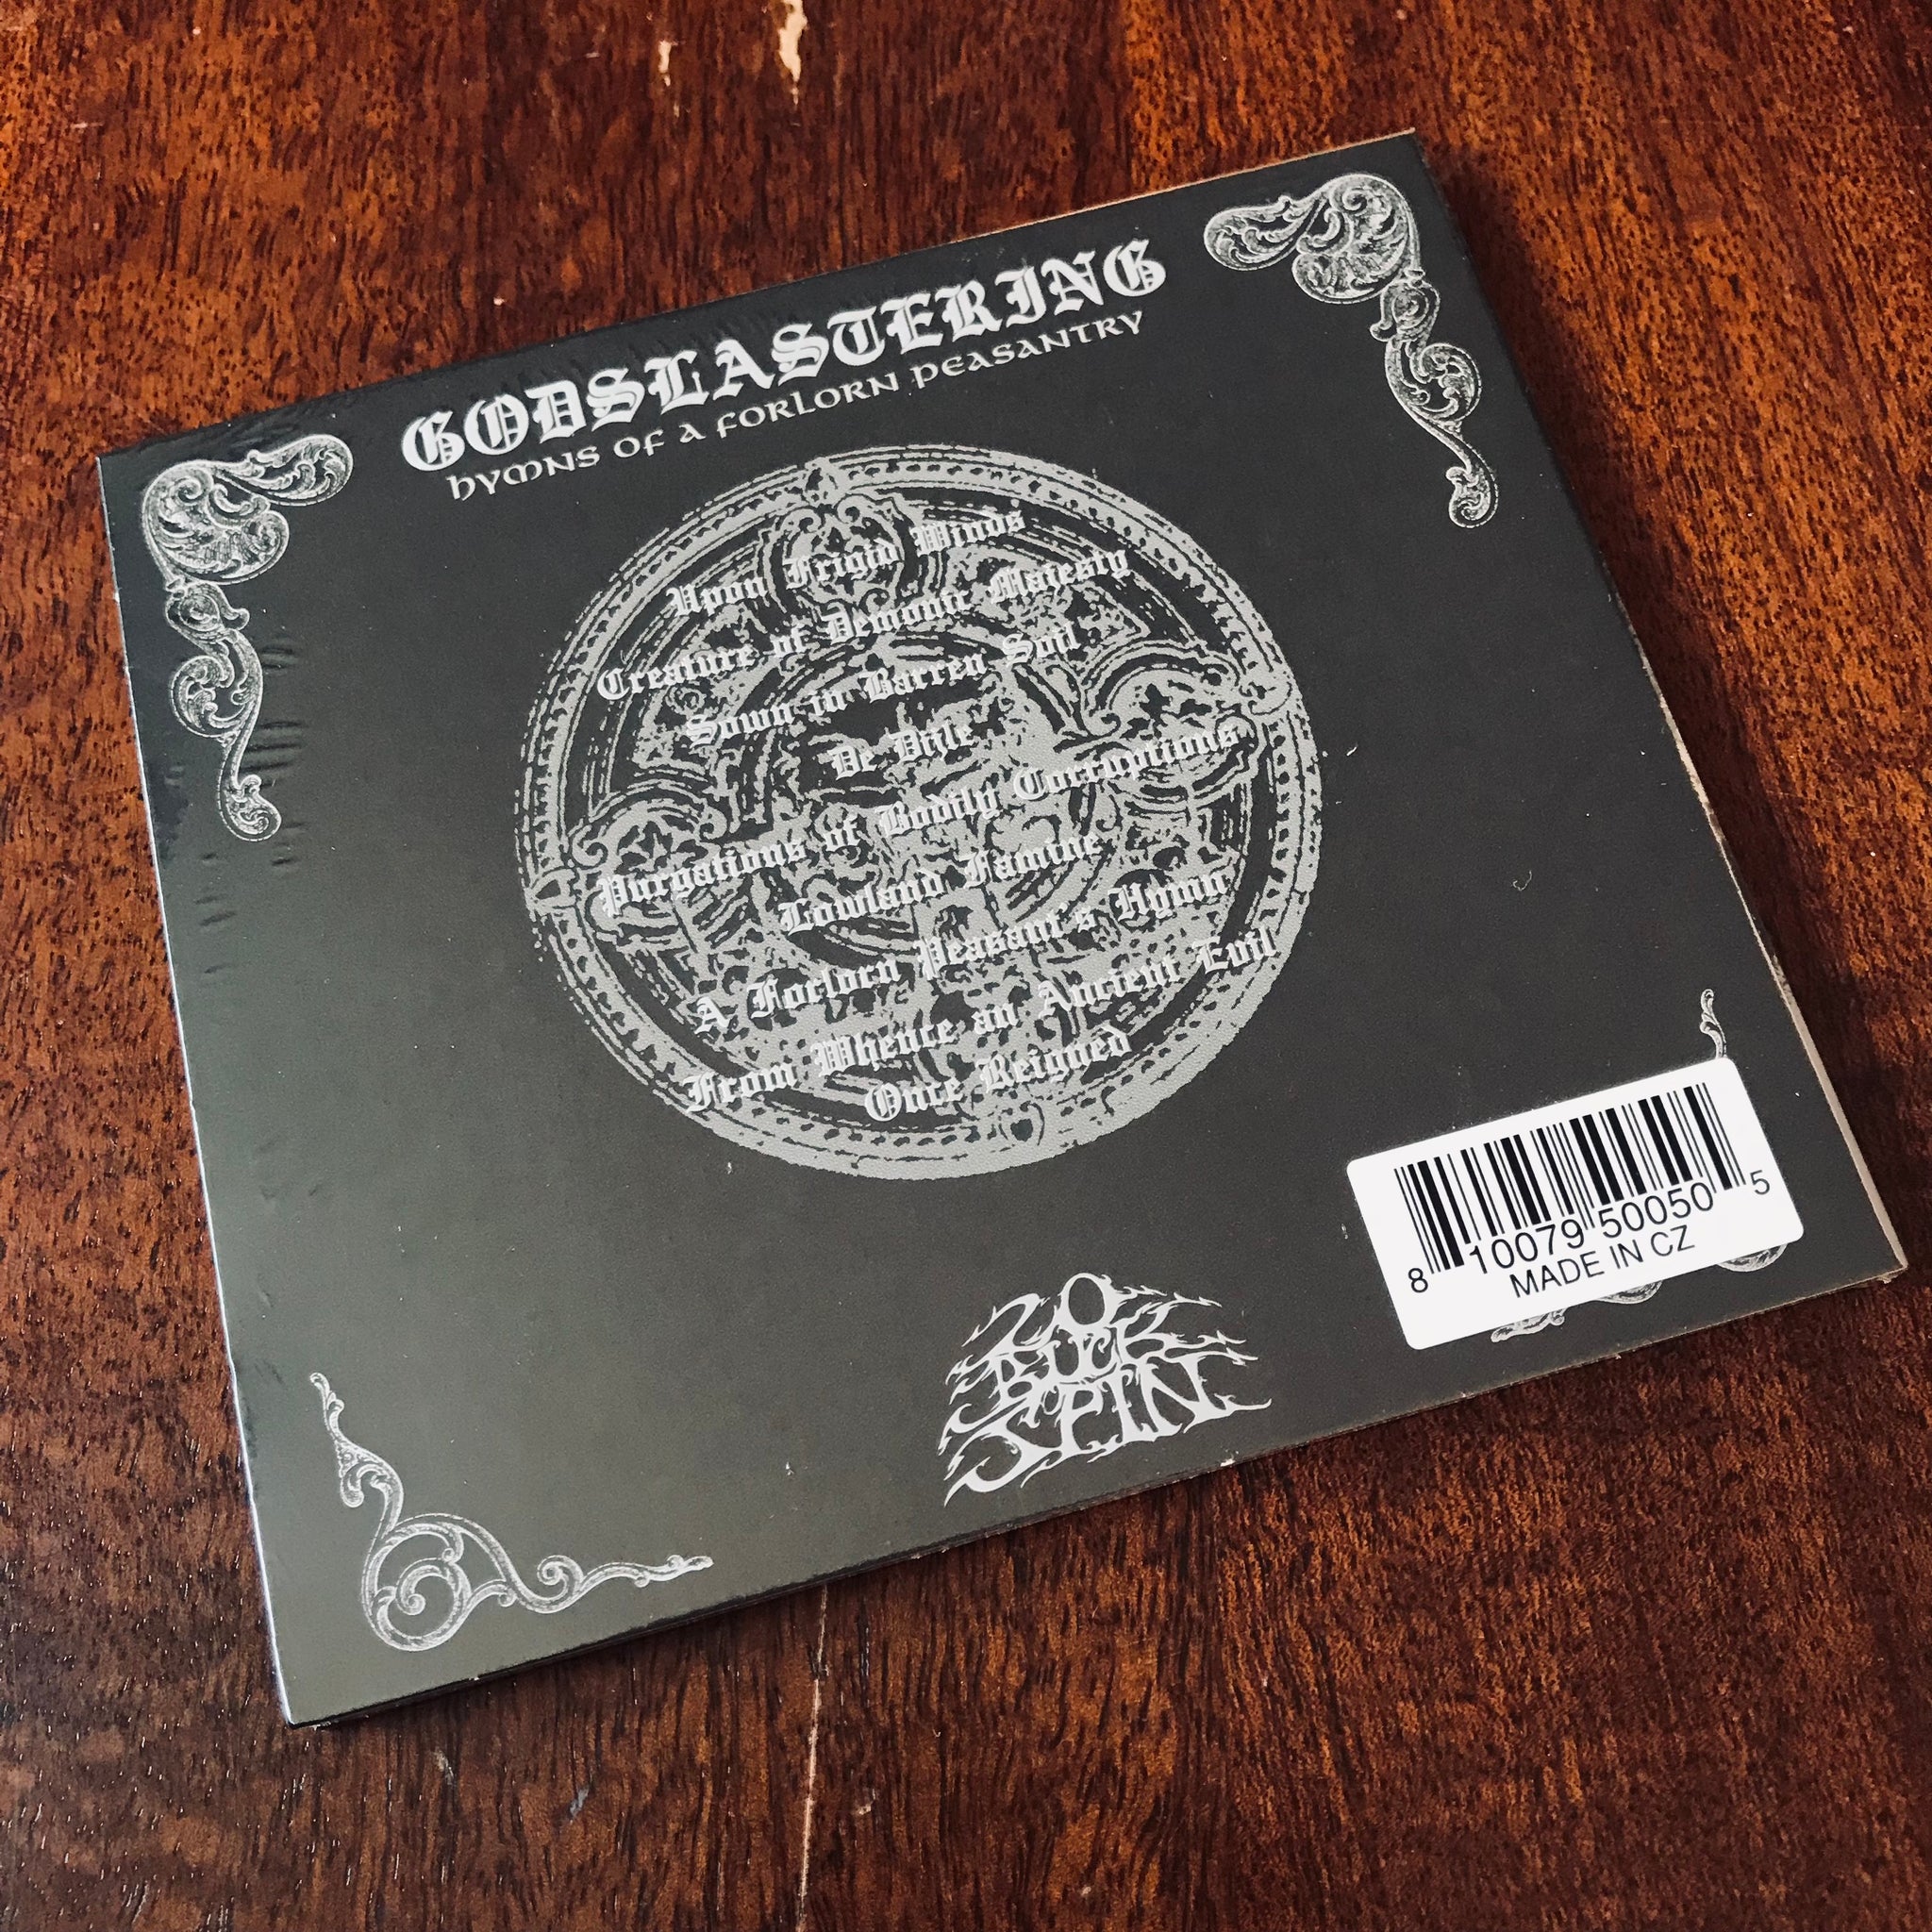 GODSLASTERING
HYMNS OF A FORLORN PEASANTRY
Upon Frigid Winds
Creature of Demonic Majesty
Sown in Barren Soil
De Viile
Purgations of Bodily Corruptions
Lowland Famine
A Forlorn Peasant's Hymn
From Whence an Ancient Evil
Once Reigned
20
BUCK
SPIN
8 10079 50050 5
MADE IN CZ